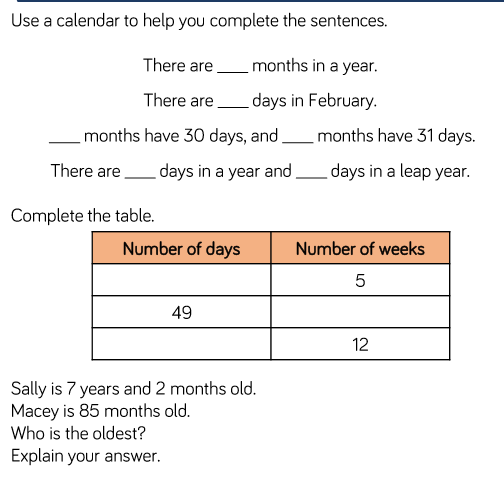 Use a calendar to help you complete the sentences.
There are ____ months in a year.
There are ____ days in February.
____ months have 30 days, and ____ months have 31 days.
There are ____ days in a year and ____ days in a leap year.
Complete the table.
Number of days Number of weeks
5
49
12
Sally is 7 years and 2 months old.
Macey is 85 months old.
Who is the oldest?
Explain your answer.